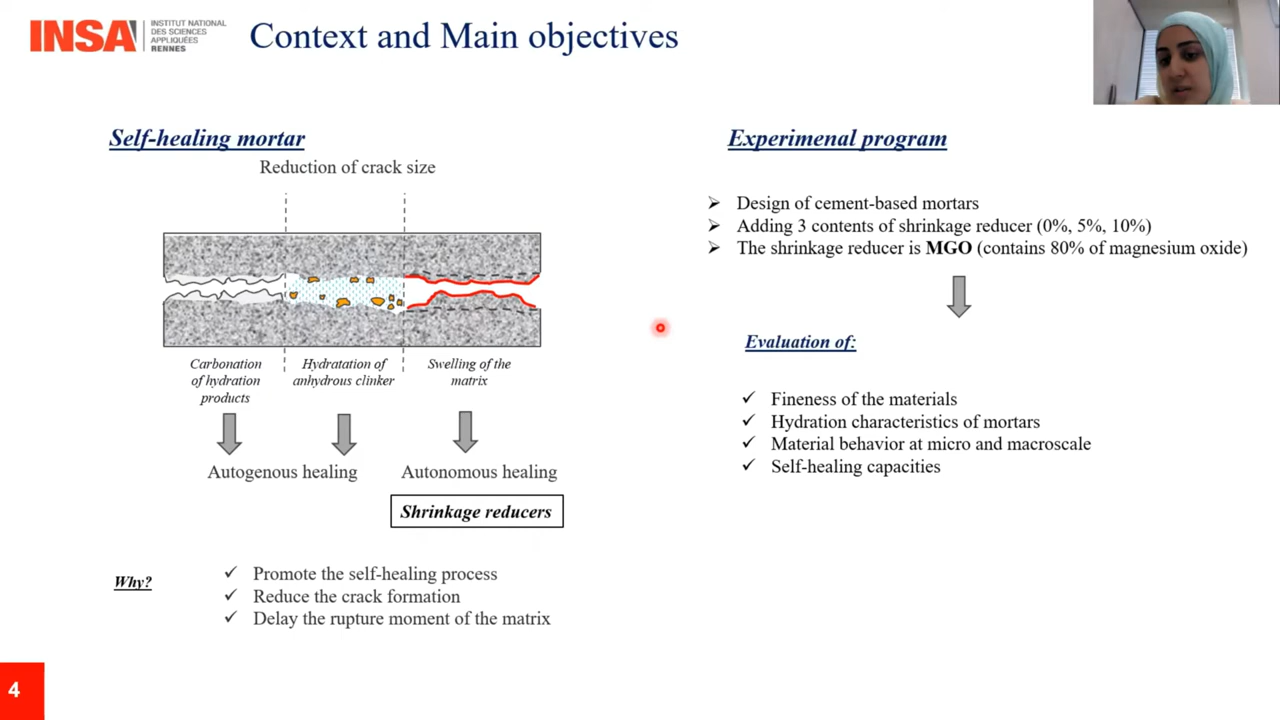 INSA
INSTITUT NATIONAL
DES SCIENCES
APPLIQUÉES
RENNES
Context and Main objectives
Self-healing mortar
Reduction of crack size
Carbonation
of hydration
products
Hydratation of
anhydrous clinker
Swelling of the
matrix
Autogenous healing
Autonomous healing
Shrinkage reducers
Why?
✓ Promote the self-healing process
✓ Reduce the crack formation
✓ Delay the rupture moment of the matrix
Experimenal program
➢ Design of cement-based mortars
➢ Adding 3 contents of shrinkage reducer (0%, 5%, 10%)
➢ The shrinkage reducer is MGO (contains 80% of magnesium oxide)
Evaluation of:
✓ Fineness of the materials
✓ Hydration characteristics of mortars
✓ Material behavior at micro and macroscale
✓ Self-healing capacities
4